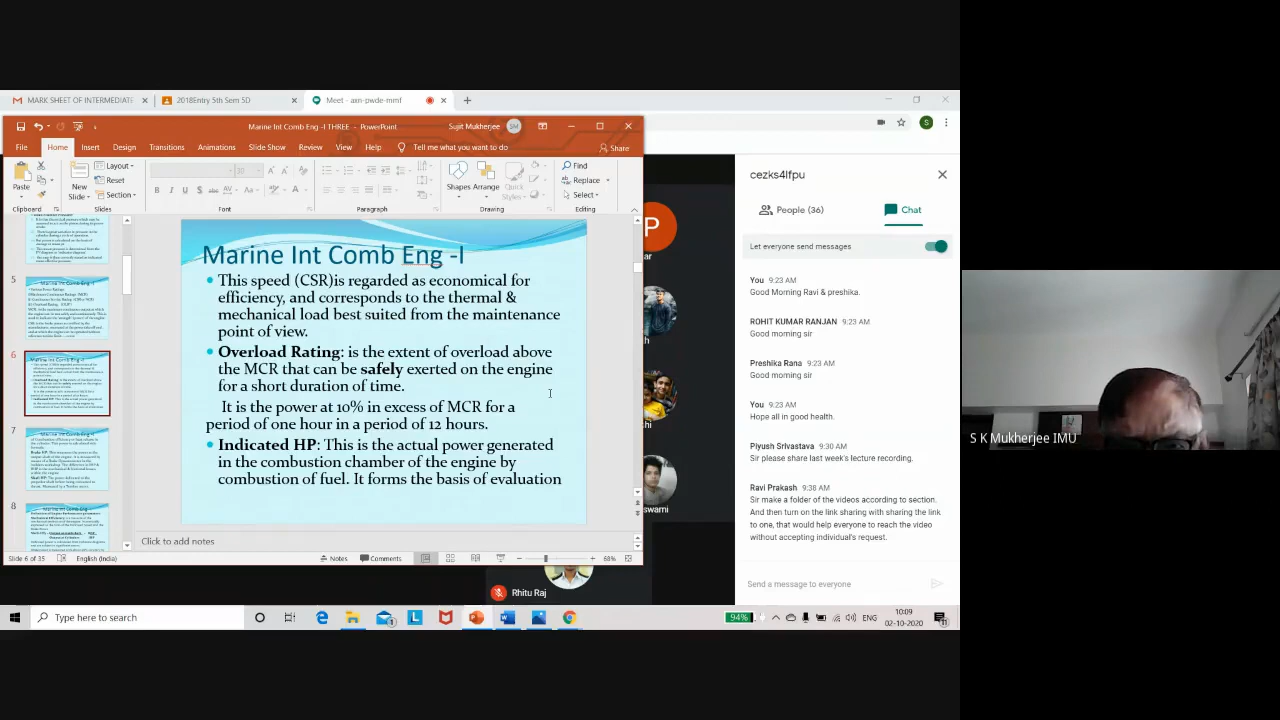 MARK SHEET OF INTERMEDIATE
2018Entry 5th Sem 5D
Meet - axn-pwde-mmf
Marine Int Comb Eng -I THREE - PowerPoint
Sujit Mukherjee
SM
File Home Insert Design Transitions Animations Slide Show Review View Help Tell me what you want to do Share
Paste
New Slide
Layout
Reset
Section
20
Shapes
Arrange
Quick Styles
Find
Replace
Select
Clipboard
Slides
Font
Paragraph
Drawing
Editing
5
6
7
8
Marine Int Comb Eng -I
This speed (CSR)is regarded as economical for
efficiency, and corresponds to the thermal &
mechanical load best suited from the maintenance
point of view.
Overload Rating: is the extent of overload above
the MCR that can be safely exerted on the engine
for short duration of time.
It is the power at 10% in excess of MCR for a
period of one hour in a period of 12 hours.
Indicated HP: This is the actual power generated
in the combustion chamber of the engine by
combustion of fuel. It forms the basis of evaluation
Click to add notes
Slide 6 of 35
English (India)
Notes
Comments
68%
P
ar
th
hi
swami
Rhitu Raj
cezks4lfpu
People (36)
Chat
Let everyone send messages
You 9:23 AM
Good Morning Ravi & preshika.
ROHIT KUMAR RANJAN 9:23 AM
Good morning sir
Preshika Rana 9:23 AM
Good morning sir
You 9:23 AM
Hope all in good health.
Piyush Srivastava 9:30 AM
Sir please share last week's lecture recording.
Ravi Prakash 9:38 AM
Sir make a folder of the videos according to section.
And then turn on the link sharing with sharing the link
to one, that would help everyone to reach the video
without accepting individual's request.
Send a message to everyone
S K Mukherjee IMU
Type here to search
94%
ENG
10:09
02-10-2020